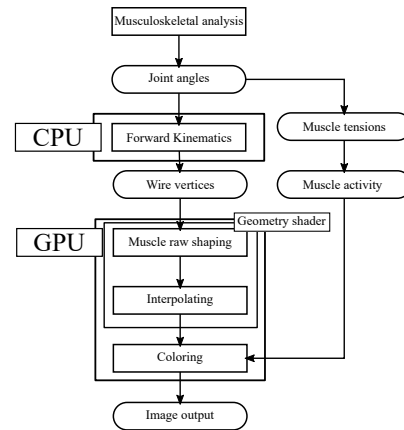 Musculoskeletal analysis
Joint angles
CPU
Forward Kinematics
Muscle tensions
Wire vertices
Muscle activity
Geometry shader
GPU
Muscle raw shaping
Interpolating
Coloring
Image output